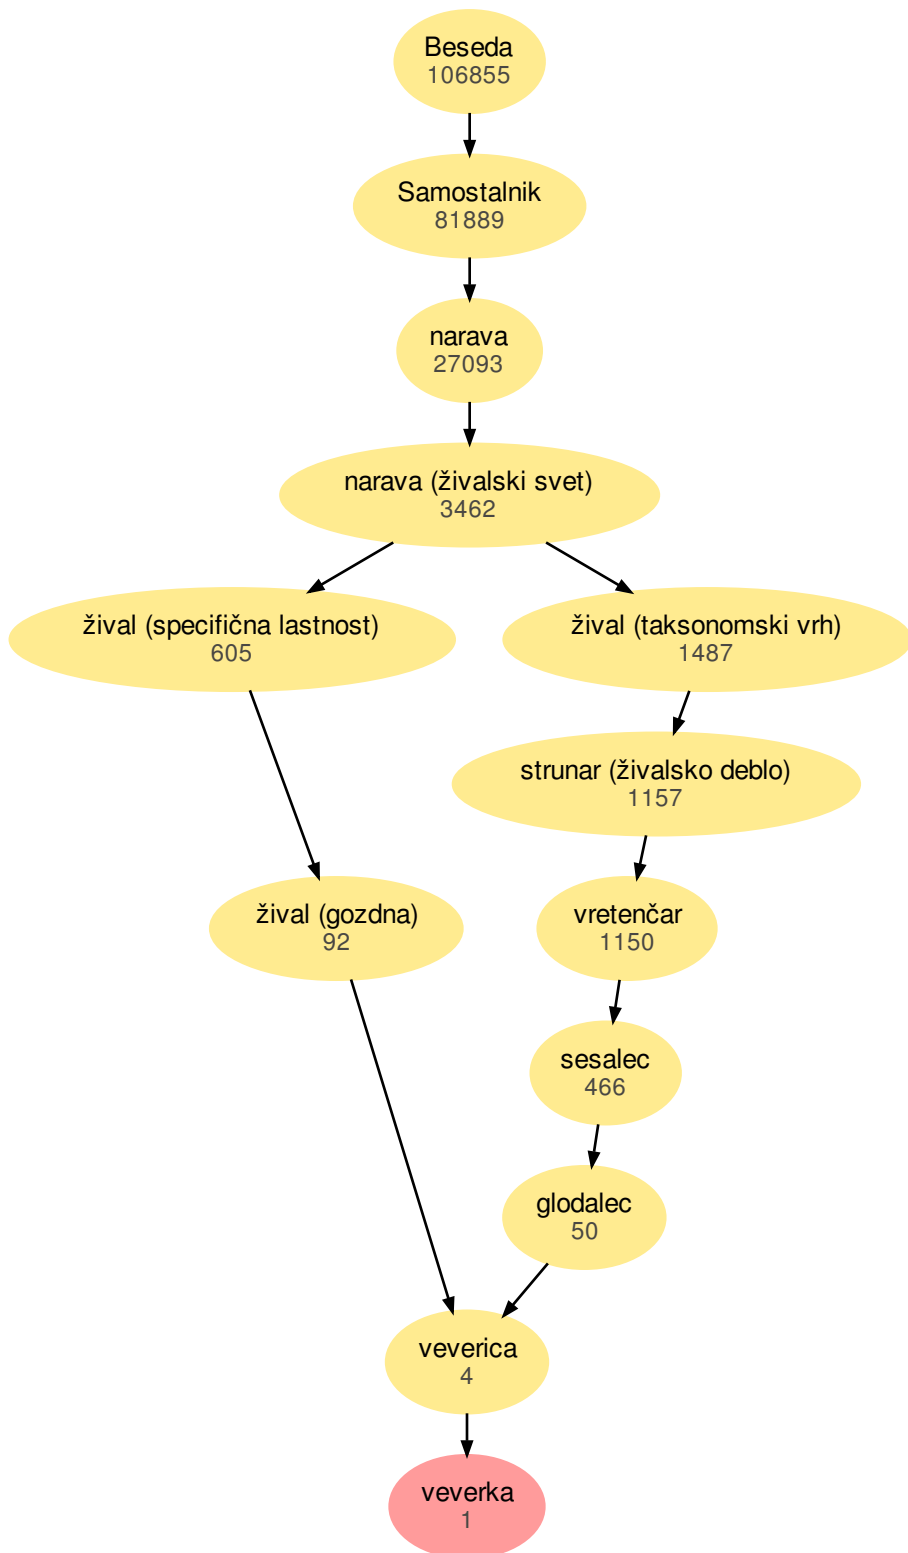 Beseda
106855
Samostalnik
81889
narava
27093
narava (živalski svet)
3462
žival (specifična lastnost)
605
žival (taksonomski vrh)
1487
strunar (živalsko deblo)
1157
žival (gozdna)
92
vretenčar
1150
sesalec
466
glodalec
50
veverica
4
veverka
1